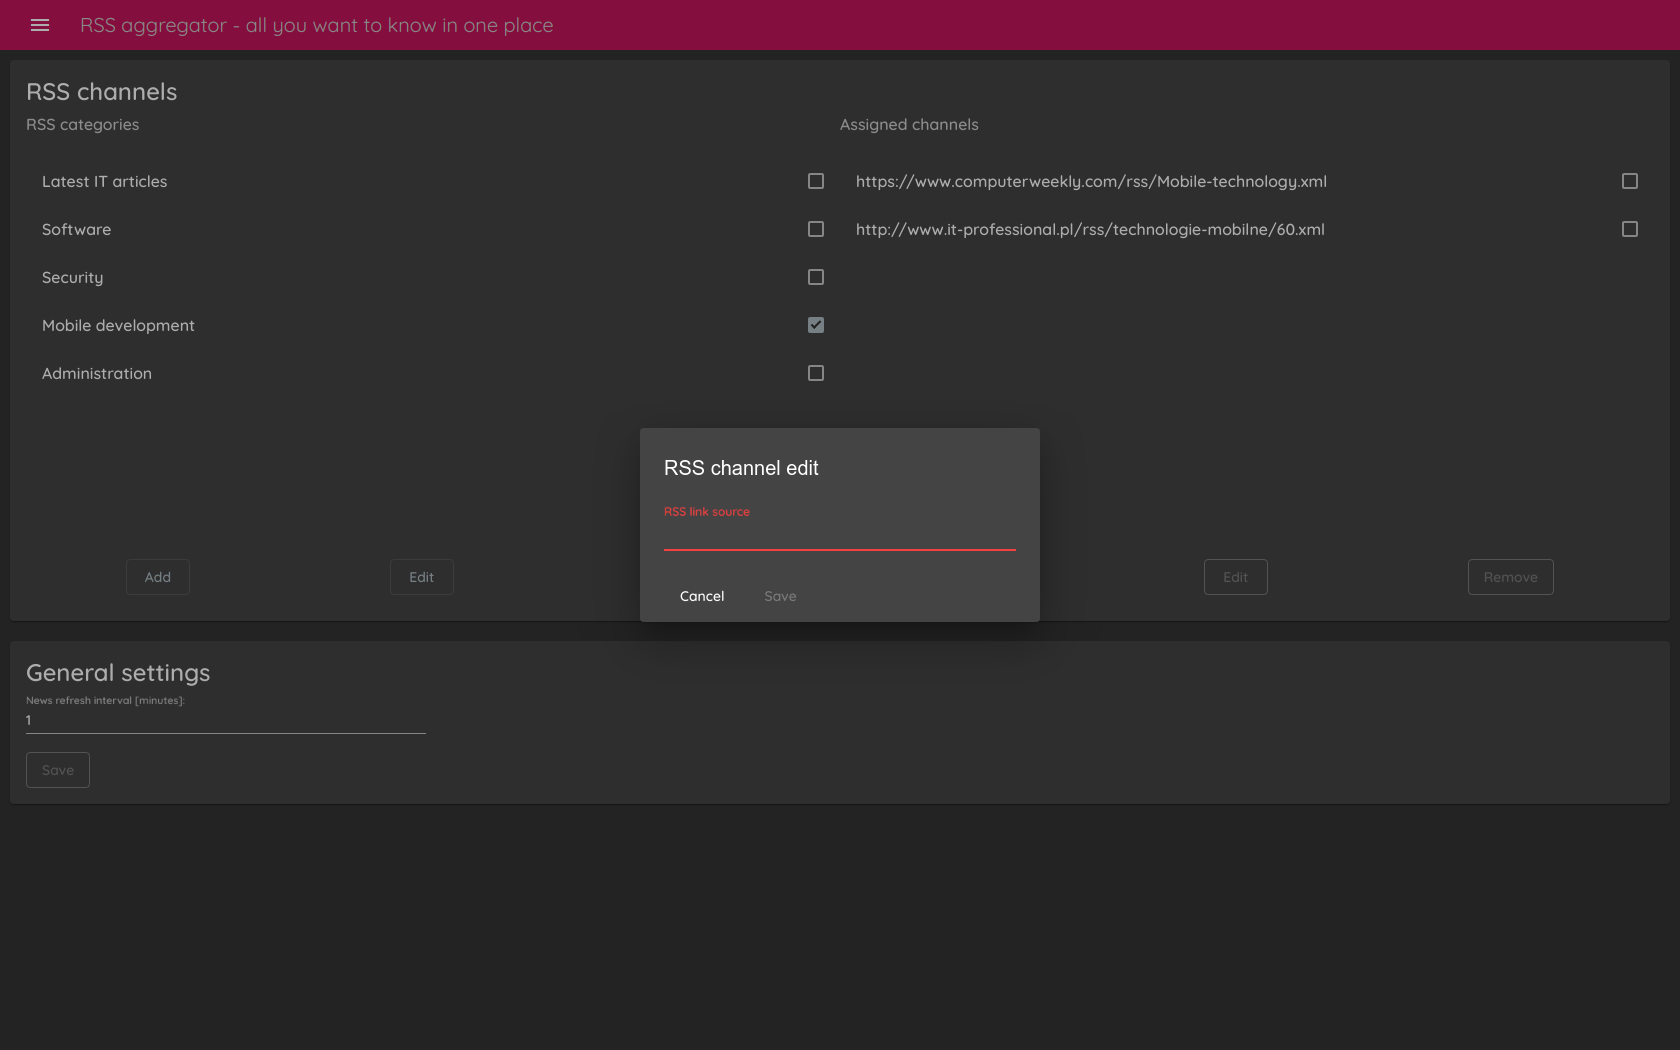 RSS aggregator - all you want to know in one place
RSS channels
RSS categories
Assigned channels
Latest IT articles
https://www.computerweekly.com/rss/Mobile-technology.xml
Software
http://www.it-professional.pl/rss/technologie-mobilne/60.xml
Security
Mobile development
Administration
RSS channel edit
RSS link source
Cancel Save
Add Edit Edit Remove
General settings
News refresh interval [minutes]:
1
Save